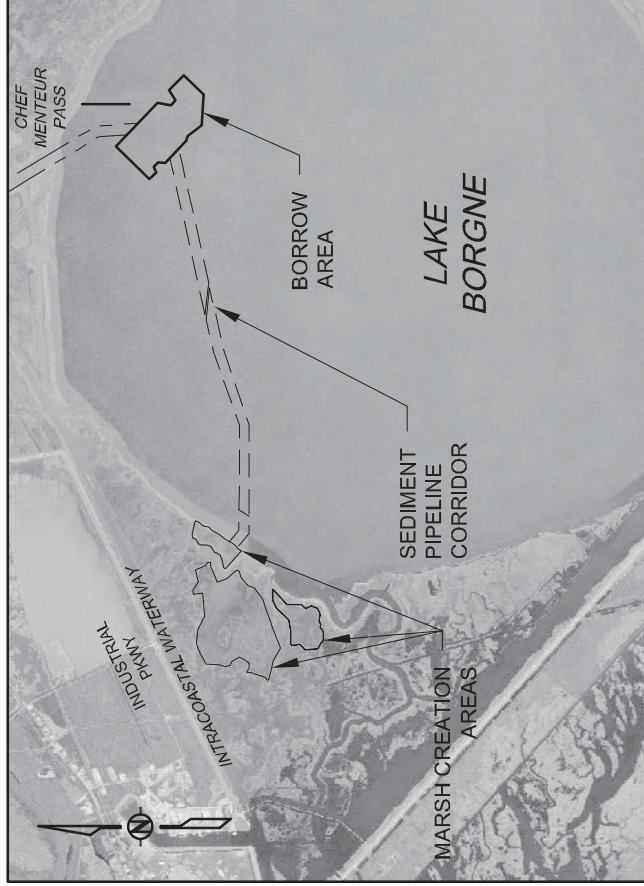 CHEF
MENTEUR
PASS
BORROW
AREA
LAKE
BORGNE
SEDIMENT
PIPELINE
CORRIDOR
INDUSTRIAL
PKWY
INTRACOASTAL WATERWAY
MARSH CREATION
AREAS
N